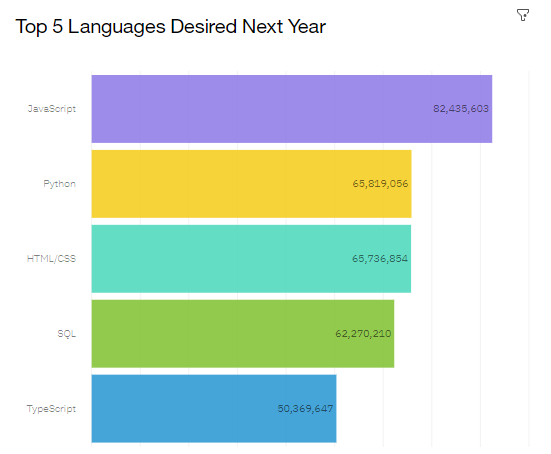 Top 5 Languages Desired Next Year
JavaScript 82,435,603
Python 65,819,056
HTML/CSS 65,736,854
SQL 62,270,210
TypeScript 50,369,647